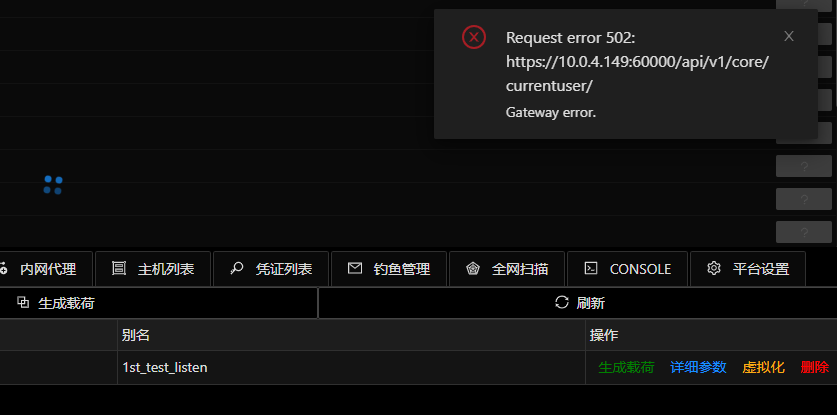 Request error 502:
https://10.0.4.149:60000/api/v1/core/
currentuser/
Gateway error.
?
?
?
?
?
?
?
?
内网代理 主机列表 凭证列表 钓鱼管理 全网扫描 CONSOLE 平台设置
生成载荷 刷新
别名 操作
1st_test_listen 生成载荷 详细参数 虚拟化 删除